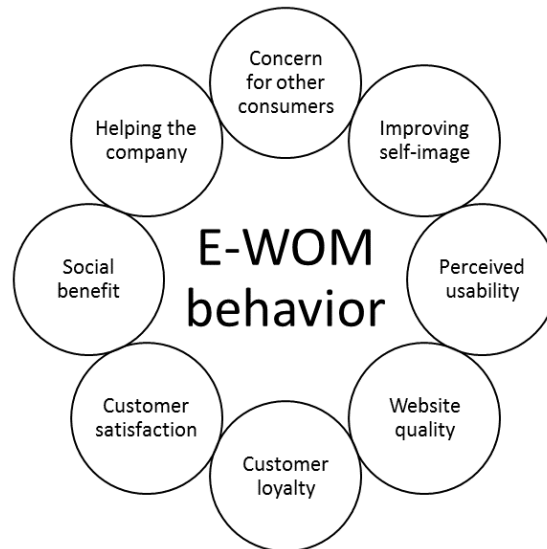 Concern
for other
consumers
Improving
self-image
Perceived
usability
Website
quality
Customer
loyalty
Customer
satisfaction
Social
benefit
Helping the
company
E-WOM
behavior